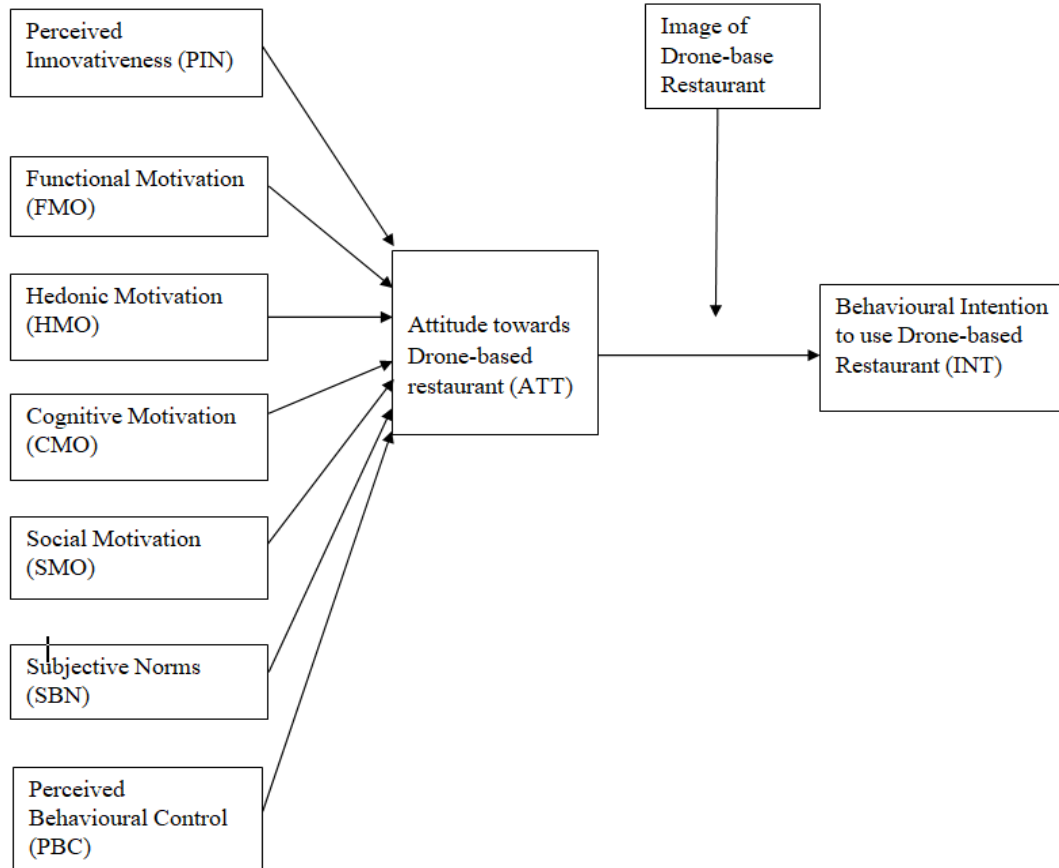 Perceived
Innovativeness (PIN)
Functional Motivation
(FMO)
Hedonic Motivation
(HMO)
Cognitive Motivation
(CMO)
Social Motivation
(SMO)
Subjective Norms
(SBN)
Perceived
Behavioural Control
(PBC)
Attitude towards
Drone-based
restaurant (ATT)
Image of
Drone-base
Restaurant
Behavioural Intention
to use Drone-based
Restaurant (INT)